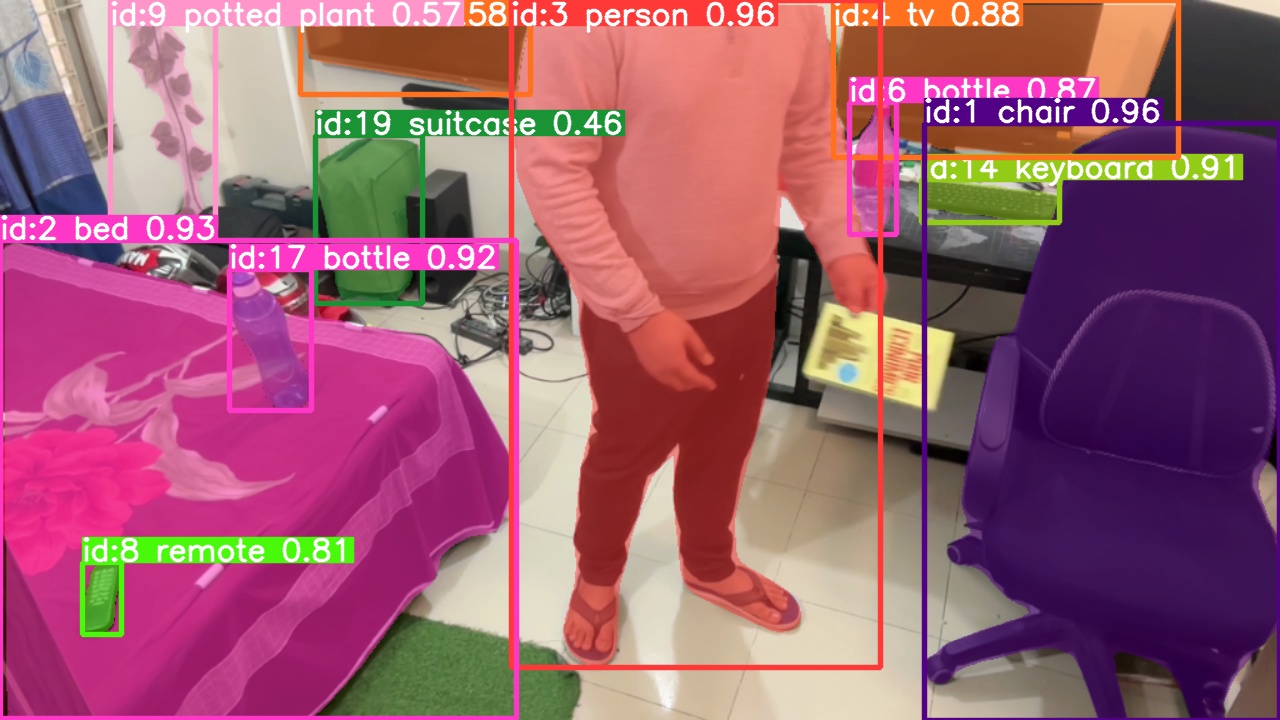 id:9 potted plant 0.57
.58
id:3 person 0.96
id:4 tv 0.88
id:6 bottle 0.87
id:1 chair 0.96
id:19 suitcase 0.46
d:14 keyboard 0.91
id:2 bed 0.93
id:17 bottle 0.92
id:8 remote 0.81